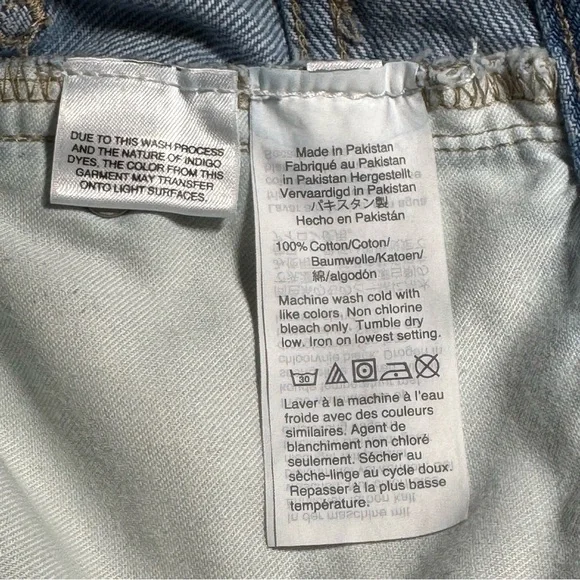 DUE TO THIS WASH PROCESS
AND THE NATURE OF INDIGO
DYES, THE COLOR FROM THIS
GARMENT MAY TRANSFER
ONTO LIGHT SURFACES.
Made in Pakistan
Fabriqué au Pakistan
in Pakistan Hergestellt
Vervaardigd in Pakistan
パキスタン製
Hecho en Pakistán
100% Cotton/Coton/
Baumwolle/Katoen/
綿/algodón
Machine wash cold with
like colors. Non chlorine
bleach only. Tumble dry
low. Iron on lowest setting.
30
Laver à la machine à l'eau
froide avec des couleurs
similaires. Agent de
blanchiment non chloré
seulement. Sécher au
sèche-linge au cycle doux.
Repasser à la plus basse
température.